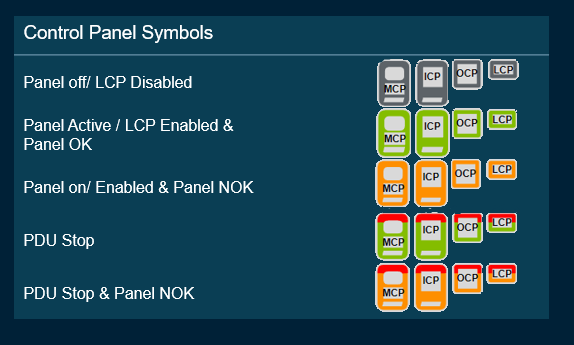 Control Panel Symbols
Panel off/ LCP Disabled
MCP ICP OCP LCP
Panel Active / LCP Enabled &
Panel OK
MCP ICP OCP LCP
Panel on/ Enabled & Panel NOK
MCP ICP OCP LCP
PDU Stop
MCP ICP OCP LCP
PDU Stop & Panel NOK
MCP ICP OCP LCP